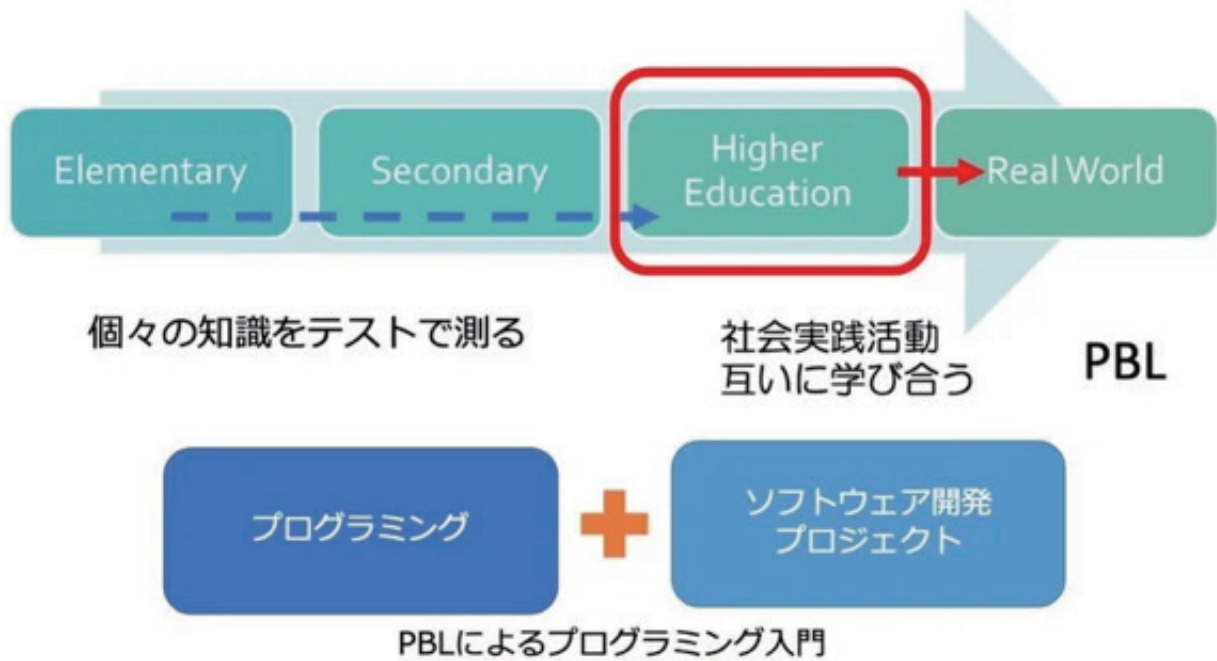 Elementary
Secondary
Higher
Education
Real World
個々の知識をテストで測る
社会実践活動
互いに学び合う
PBL
プログラミング
ソフトウェア開発
プロジェクト
PBLによるプログラミング入門